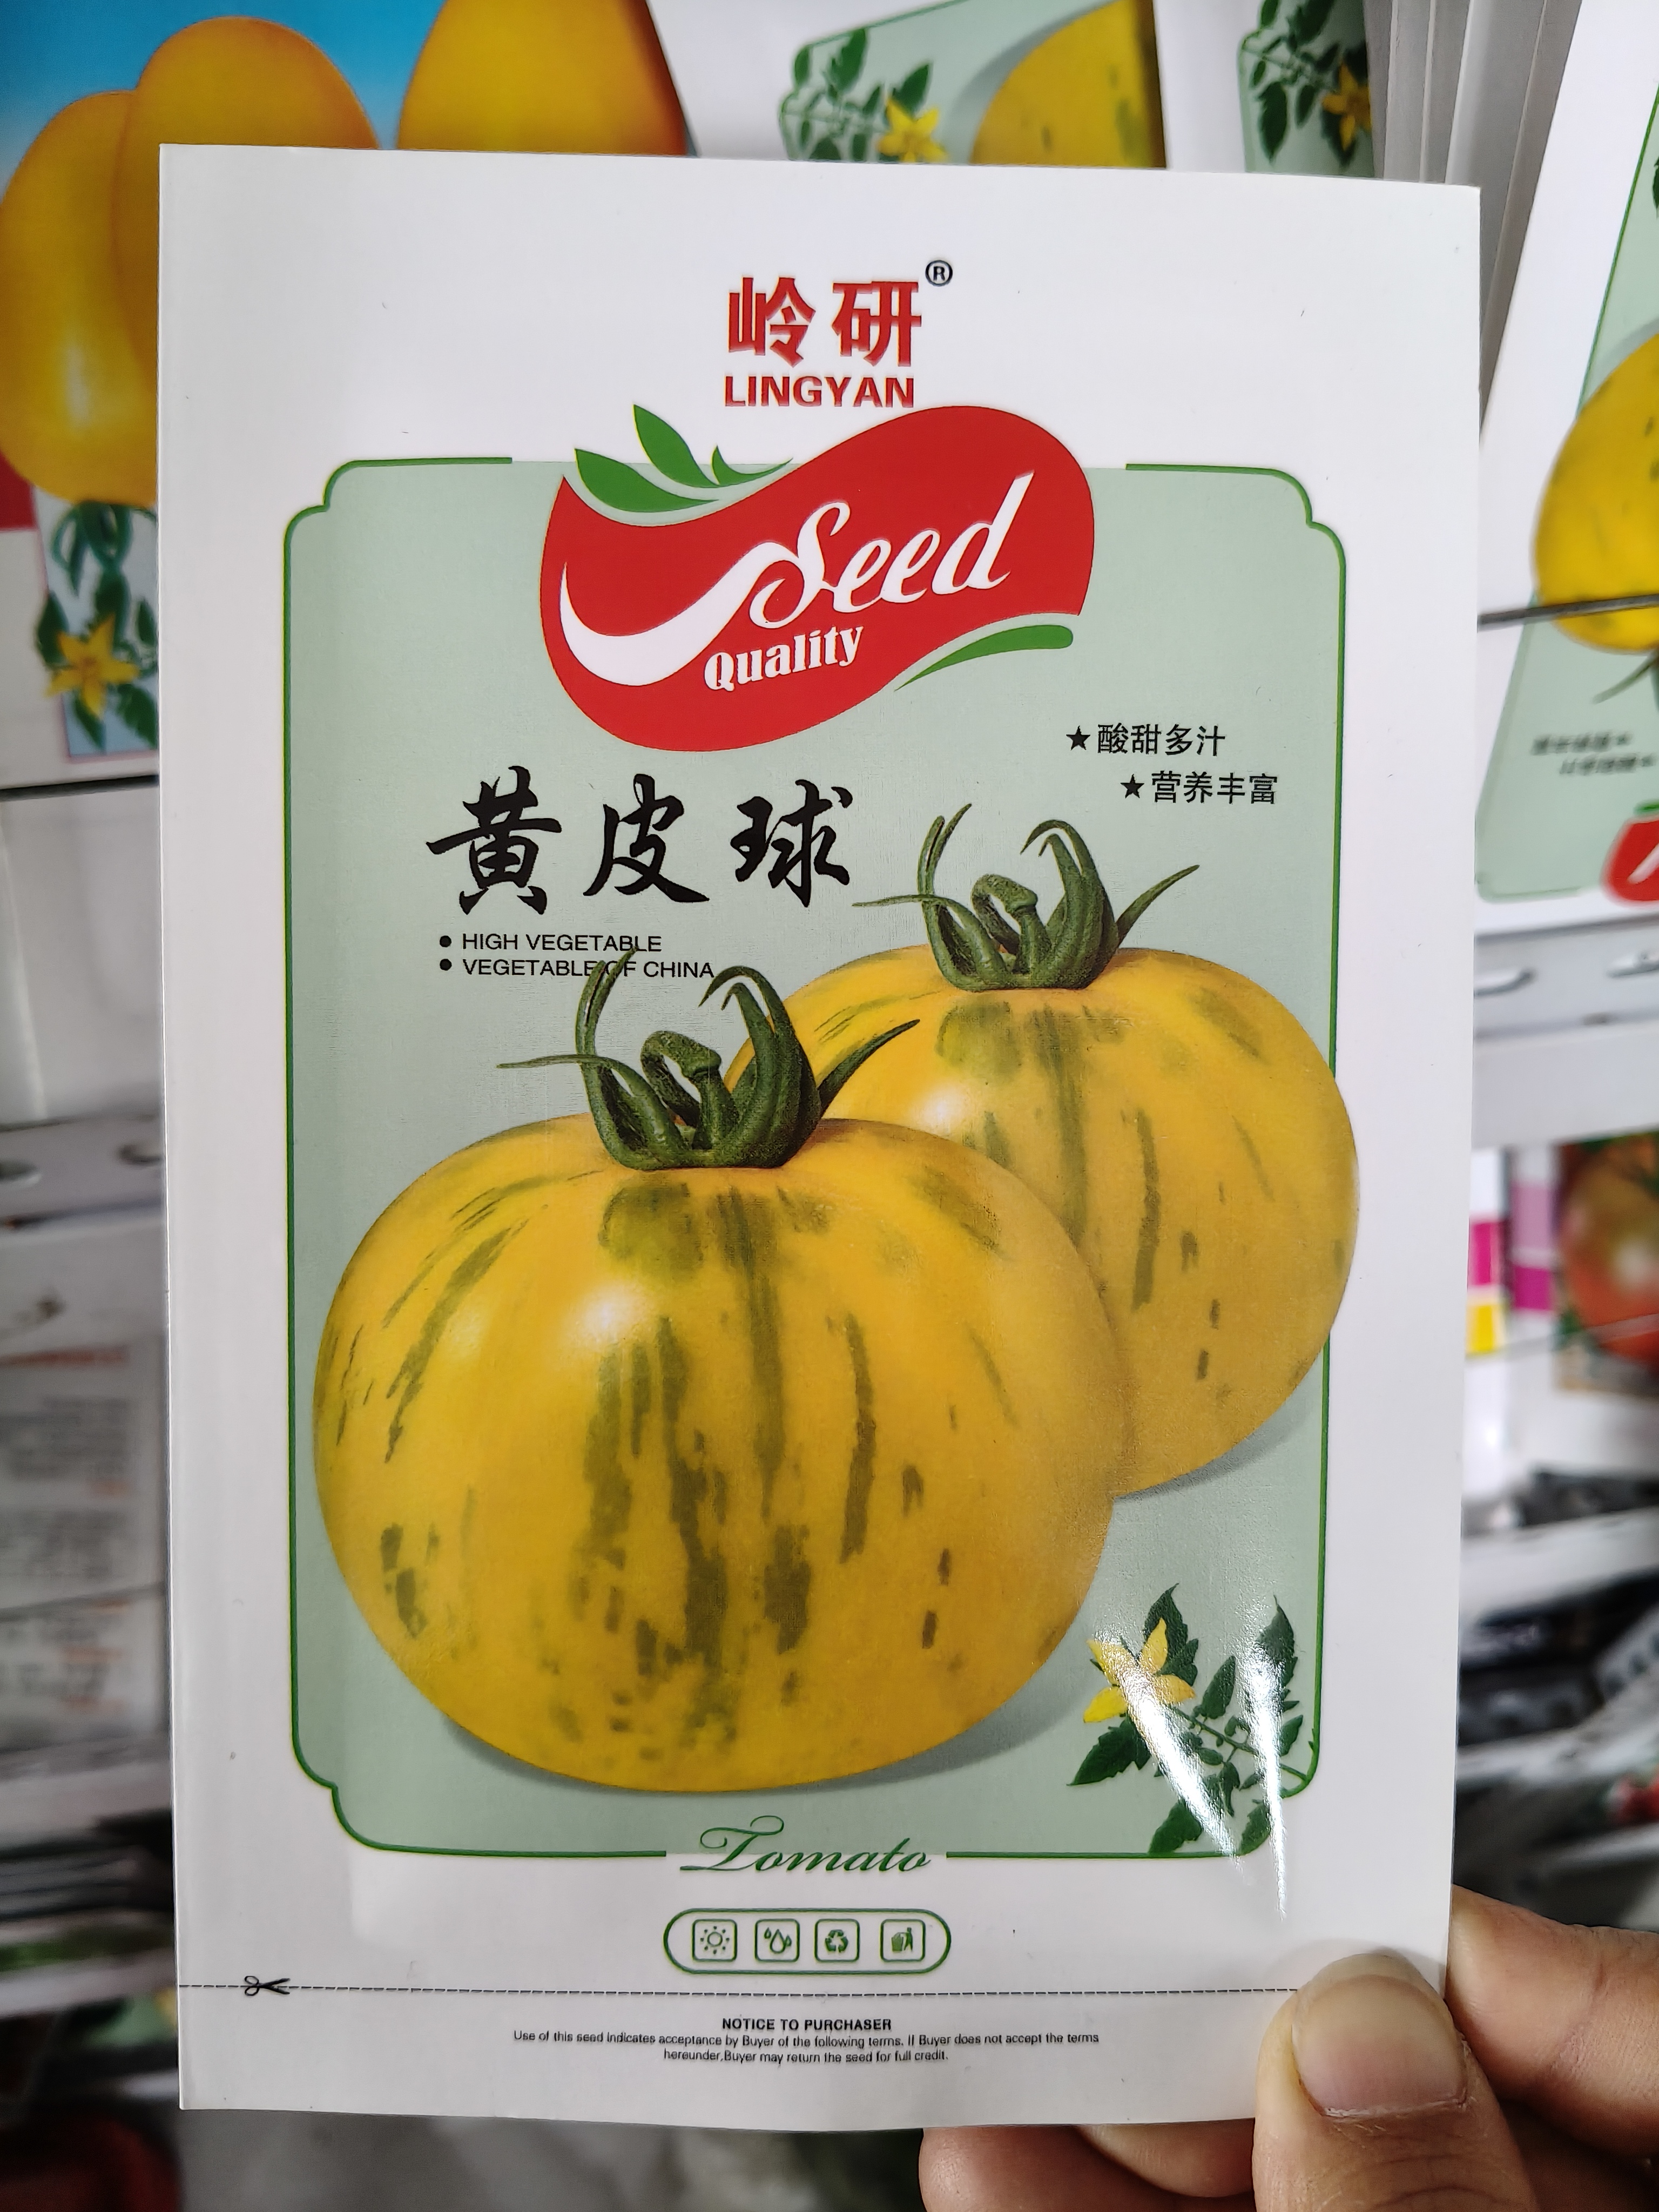 岭研®
LINGYAN
Seed
Quality
★酸甜多汁
★营养丰富
黄皮球
● HIGH VEGETABLE
● VEGETABLE OF CHINA
Tomato
NOTICE TO PURCHASER
Use of this seed indicates acceptance by Buyer of the following terms. If Buyer does not accept the terms
hereunder,Buyer may return the seed for full credit.